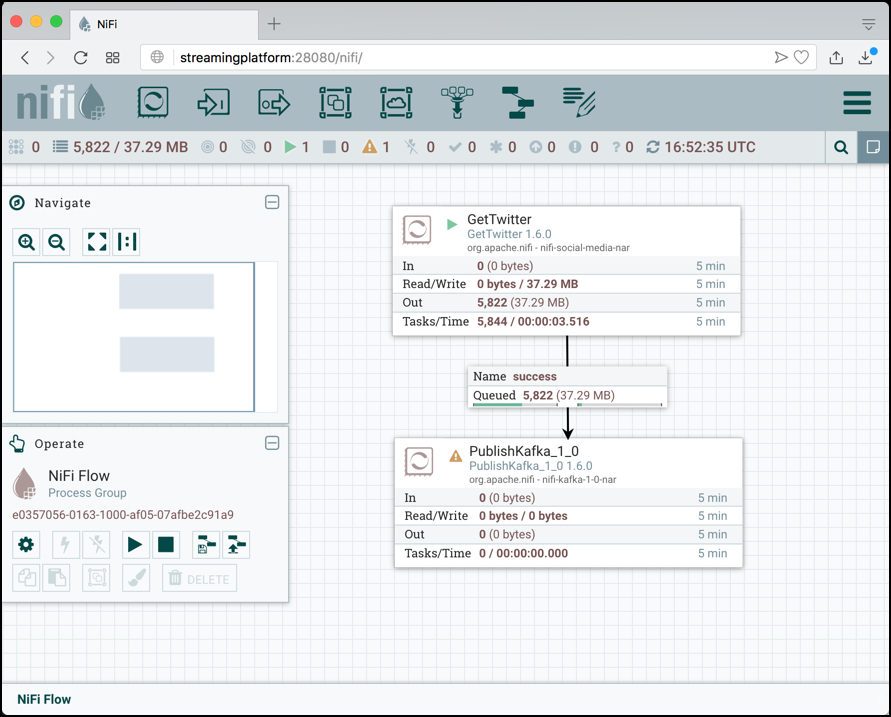 NiFi
streamingplatform:28080/nifi/
nifi
0 5,822 / 37.29 MB 0 0 1 0 1 0 0 0 0 0 ? 0 16:52:35 UTC
Navigate
GetTwitter
GetTwitter 1.6.0
org.apache.nifi - nifi-social-media-nar
In 0 (0 bytes) 5 min
Read/Write 0 bytes / 37.29 MB 5 min
Out 5,822 (37.29 MB) 5 min
Tasks/Time 5,844 / 00:00:03.516 5 min
Name success
Queued 5,822 (37.29 MB)
PublishKafka_1_0
PublishKafka_1_0 1.6.0
org.apache.nifi - nifi-kafka-1-0-nar
In 0 (0 bytes) 5 min
Read/Write 0 bytes / 0 bytes 5 min
Out 0 (0 bytes) 5 min
Tasks/Time 0 / 00:00:00.000 5 min
Operate
NiFi Flow
Process Group
e0357056-0163-1000-af05-07afbe2c91a9
DELETE
NiFi Flow